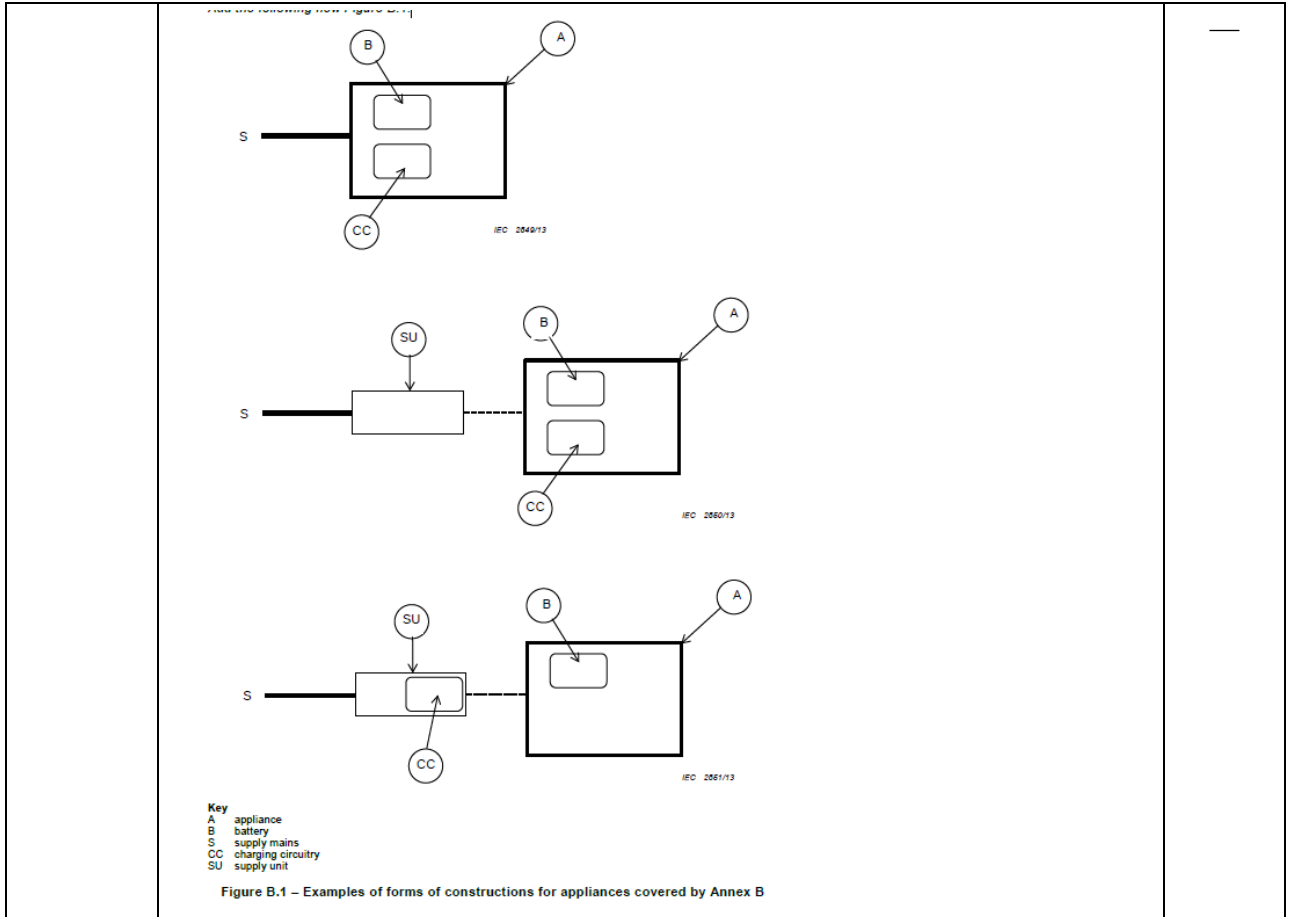 B
A
S
CC
IEC 2649/13
SU
B
A
S
CC
IEC 2650/13
SU
B
A
S
CC
IEC 2651/13
Key
A appliance
B battery
S supply mains
CC charging circuitry
SU supply unit
Figure B.1 – Examples of forms of constructions for appliances covered by Annex B